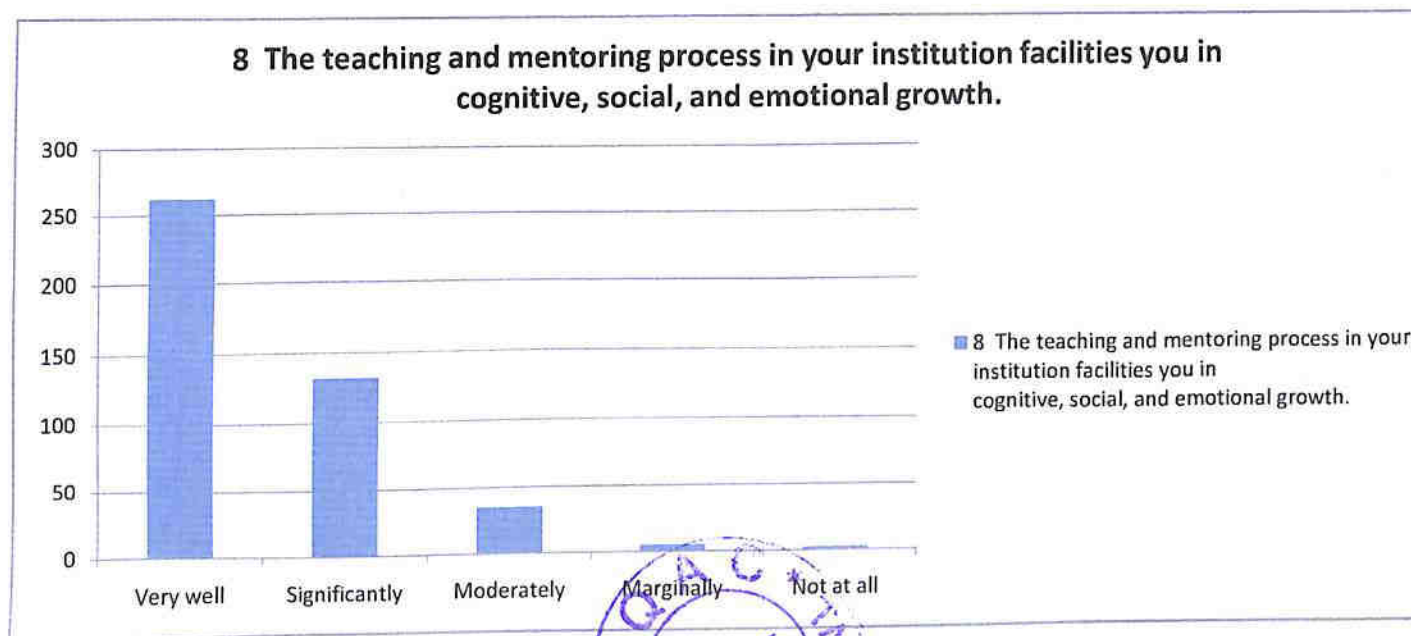 8 The teaching and mentoring process in your institution facilities you in
cognitive, social, and emotional growth.
300
250
200
150
100
50
0
Very well
Significantly
Moderately
Marginally
Not at all
8 The teaching and mentoring process in your
institution facilities you in
cognitive, social, and emotional growth.
QAC *